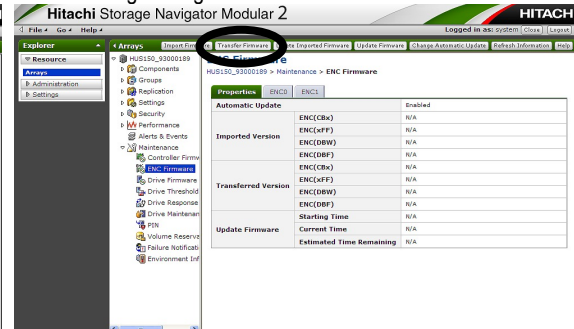 Hitachi Storage Navigator Modular 2
HITACH
File Go Help
Logged in as: system Close Logout
Explorer
Arrays
Import Firm
Transfer Firmware
te Imported Firmware
Update Firmware
Change Automatic Update
Refresh Information
Help
Resource
Arrays
Administration
Settings
HUS150_93000189
Components
Groups
Replication
Settings
Security
Performance
Alerts & Events
Maintenance
Controller Firmw
ENC Firmware
Drive Firmware
Drive Threshold
Drive Response
Drive Maintenan
PIN
Volume Reserva
Failure Notificati
Environment Inf
Firmware
HUS150_93000189 > Maintenance > ENC Firmware
Properties ENC0 ENC1
Automatic Update Enabled
Imported Version
ENC(CBx) N/A
ENC(xFF) N/A
ENC(DBW) N/A
ENC(DBF) N/A
Transferred Version
ENC(CBx) N/A
ENC(xFF) N/A
ENC(DBW) N/A
ENC(DBF) N/A
Update Firmware
Starting Time N/A
Current Time N/A
Estimated Time Remaining N/A